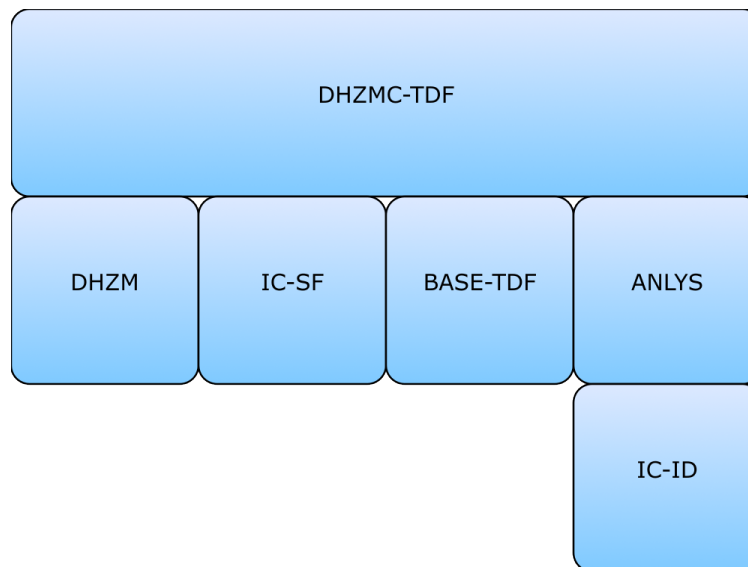 DHZMC-TDF
DHZM
IC-SF
BASE-TDF
ANLYS
IC-ID